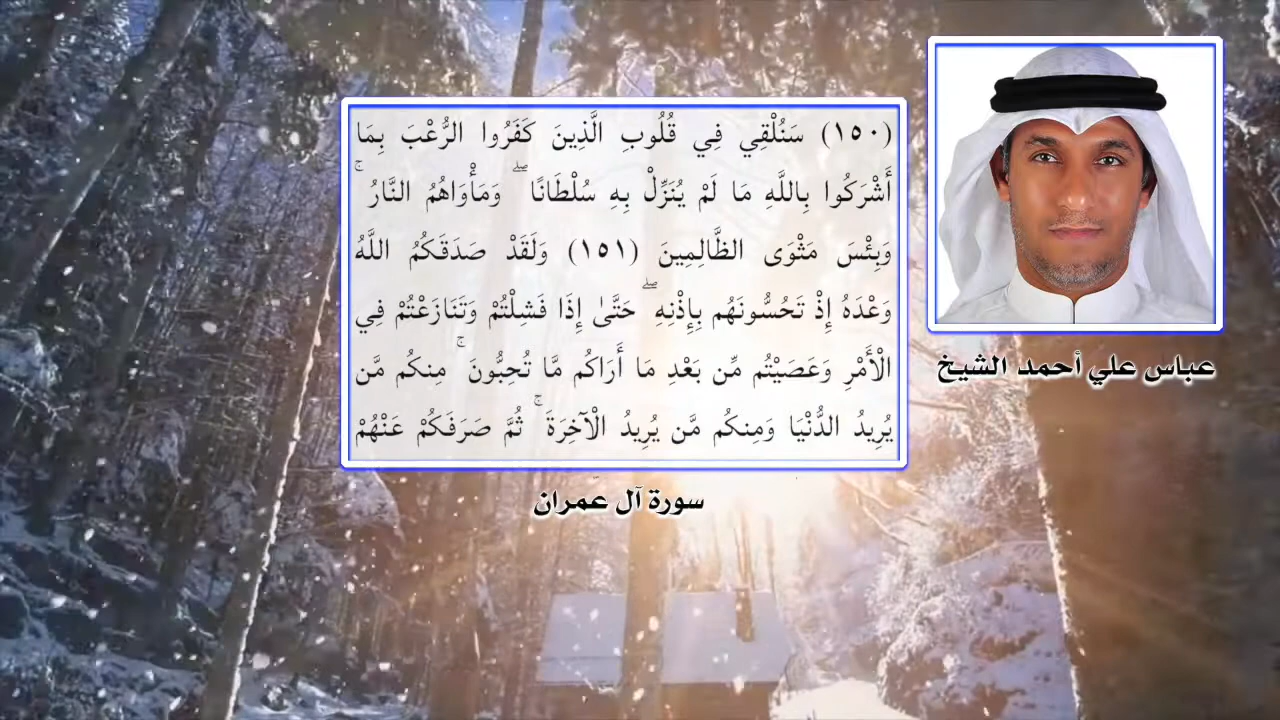 (١٥٠) سَنُلْقِي فِي قُلُوبِ الَّذِينَ كَفَرُوا الرُّعْبَ بِمَا
أَشْرَكُوا بِاللَّهِ مَا لَمْ يُنَزِّلْ بِهِ سُلْطَانًا ۖ وَمَأْوَاهُمُ النَّارُ ۚ
وَبِئْسَ مَثْوَى الظَّالِمِينَ (١٥١) وَلَقَدْ صَدَقَكُمُ اللَّهُ
وَعْدَهُ إِذْ تَحُسُّونَهُم بِإِذْنِهِ ۖ حَتَّىٰ إِذَا فَشِلْتُمْ وَتَنَازَعْتُمْ فِي
الْأَمْرِ وَعَصَيْتُم مِّن بَعْدِ مَا أَرَاكُم مَّا تُحِبُّونَ ۚ مِنكُم مَّن
يُرِيدُ الدُّنْيَا وَمِنكُم مَّن يُرِيدُ الْآخِرَةَ ۚ ثُمَّ صَرَفَكُمْ عَنْهُمْ
سورة آل عمران
عباس علي أحمد الشيخ